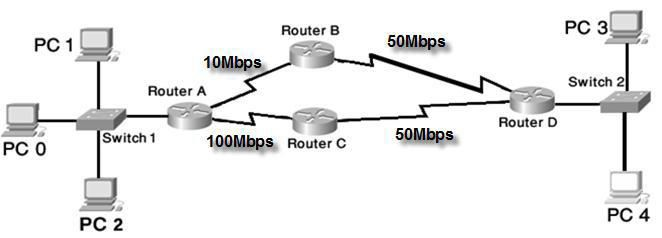 PC 1
Router B
50Mbps
PC 3
10Mbps
Router A
Switch 2
PC 0
Switch 1
100Mbps
Router C
50Mbps
Router D
PC 2
PC 4